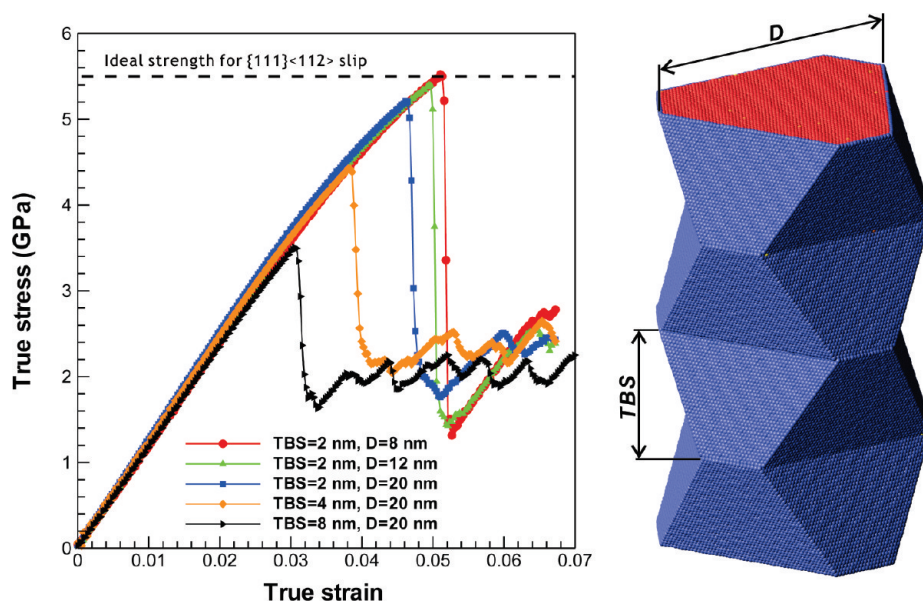 6
Ideal strength for {111}<112> slip
5
4
3
2
1
0
True stress (GPa)
TBS=2 nm, D=8 nm
TBS=2 nm, D=12 nm
TBS=2 nm, D=20 nm
TBS=4 nm, D=20 nm
TBS=8 nm, D=20 nm
0 0.01 0.02 0.03 0.04 0.05 0.06 0.07
True strain
D
TBS